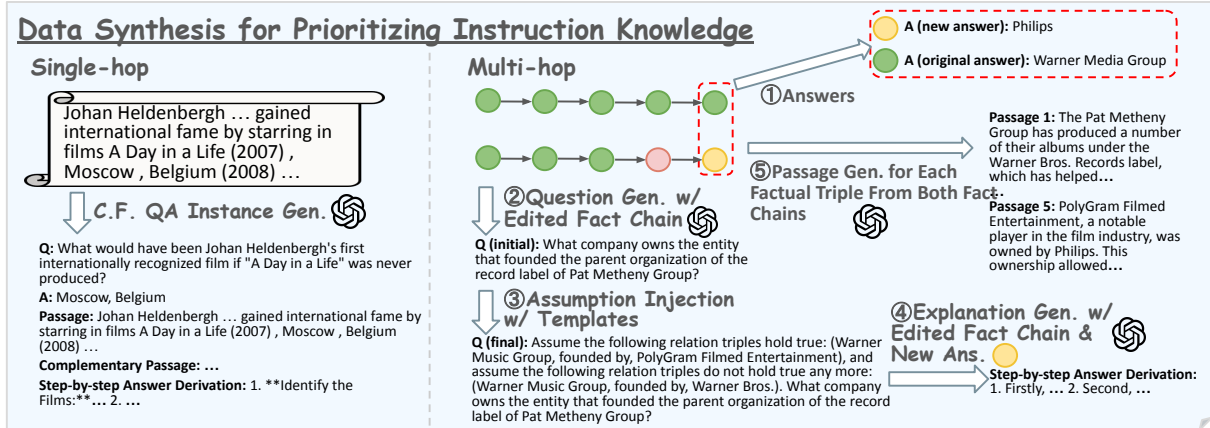 Data Synthesis for Prioritizing Instruction Knowledge
Single-hop
Johan Heldenbergh … gained
international fame by starring in
films A Day in a Life (2007) ,
Moscow , Belgium (2008) …
C.F. QA Instance Gen.
Q: What would have been Johan Heldenbergh's first
internationally recognized film if "A Day in a Life" was never
produced?
A: Moscow, Belgium
Passage: Johan Heldenbergh … gained international fame by
starring in films A Day in a Life (2007) , Moscow , Belgium
(2008) …
Complementary Passage: …
Step-by-step Answer Derivation: 1. **Identify the
Films:**… 2. …
Multi-hop
A (new answer): Philips
A (original answer): Warner Media Group
①Answers
②Question Gen. w/
Edited Fact Chain
Q (initial): What company owns the entity
that founded the parent organization of the
record label of Pat Metheny Group?
③Assumption Injection
w/ Templates
Q (final): Assume the following relation triples hold true: (Warner
Music Group, founded by, PolyGram Filmed Entertainment), and
assume the following relation triples do not hold true any more:
(Warner Music Group, founded by, Warner Bros.). What company
owns the entity that founded the parent organization of the record
label of Pat Metheny Group?
④Explanation Gen. w/
Edited Fact Chain &
New Ans.
Step-by-step Answer Derivation:
1. Firstly, … 2. Second, …
⑤Passage Gen. for Each
Factual Triple From Both Fact
Chains
Passage 1: The Pat Metheny
Group has produced a number
of their albums under the
Warner Bros. Records label,
which has helped…
…
Passage 5: PolyGram Filmed
Entertainment, a notable
player in the film industry, was
owned by Philips. This
ownership allowed…